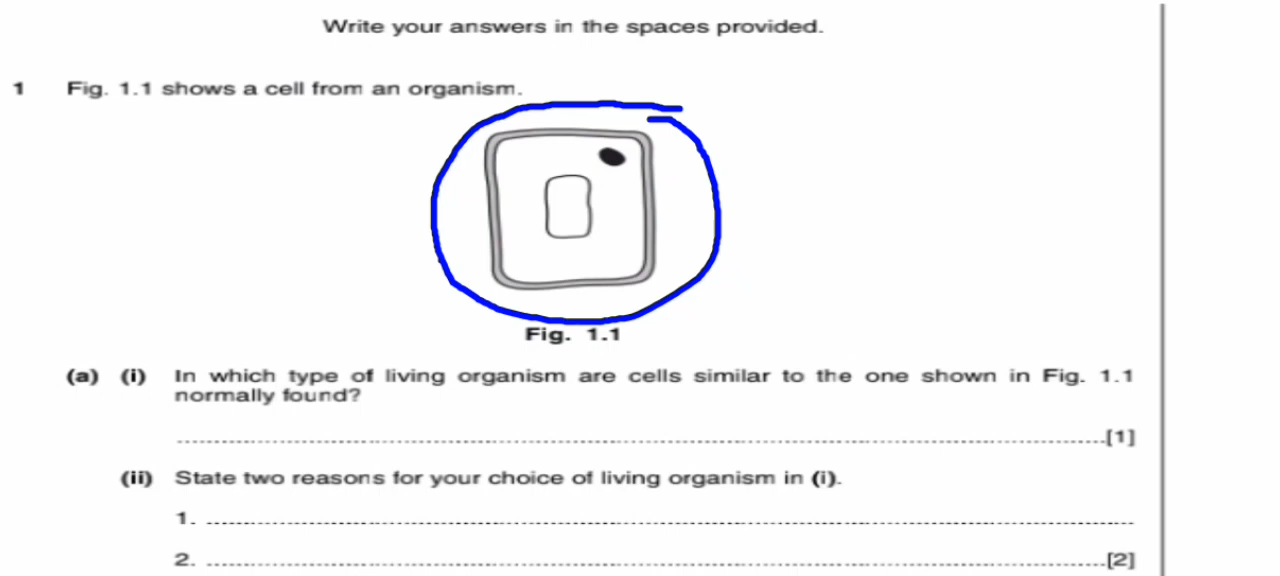 Write your answers in the spaces provided.
1 Fig. 1.1 shows a cell from an organism.
Fig. 1.1
(a) (i) In which type of living organism are cells similar to the one shown in Fig. 1.1
normally found?
[1]
(ii) State two reasons for your choice of living organism in (i).
1.
2. [2]